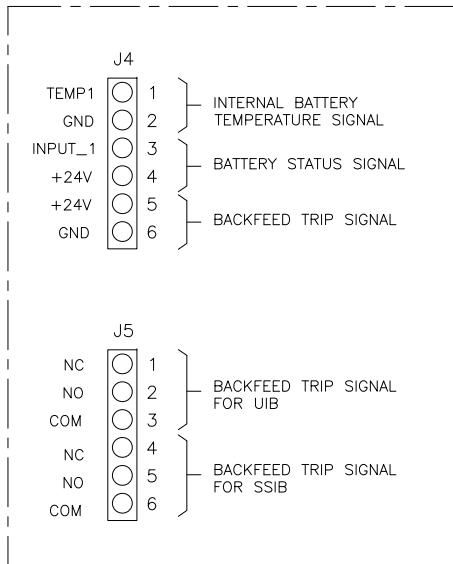 J4
TEMP1 1
GND 2
INTERNAL BATTERY
TEMPERATURE SIGNAL
INPUT_1 3
+24V 4
BATTERY STATUS SIGNAL
+24V 5
GND 6
BACKFEED TRIP SIGNAL
J5
NC 1
NO 2
COM 3
BACKFEED TRIP SIGNAL
FOR UIB
NC 4
NO 5
COM 6
BACKFEED TRIP SIGNAL
FOR SSIB